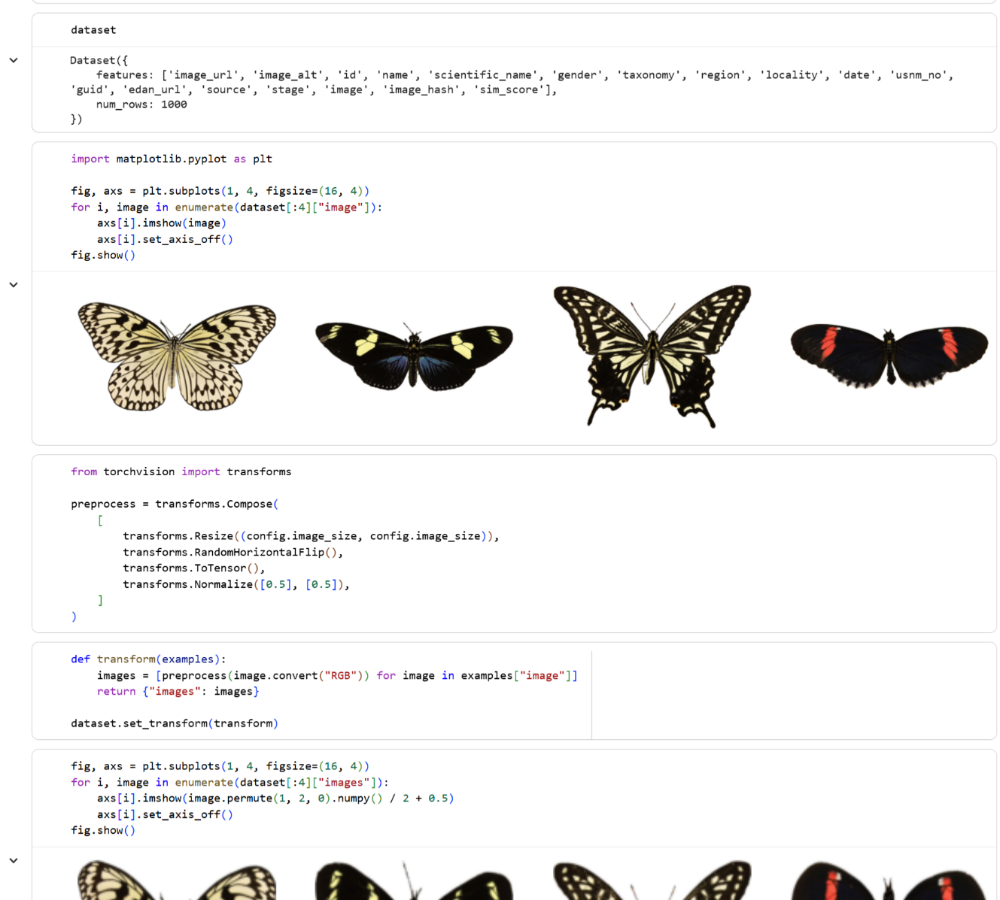 dataset
Dataset({
    features: ['image_url', 'image_alt', 'id', 'name', 'scientific_name', 'gender', 'taxonomy', 'region', 'locality', 'date', 'usnm_no',
'guid', 'edan_url', 'source', 'stage', 'image', 'image_hash', 'sim_score'],
    num_rows: 1000
})
import matplotlib.pyplot as plt

fig, axs = plt.subplots(1, 4, figsize=(16, 4))
for i, image in enumerate(dataset[:4]["image"]):
    axs[i].imshow(image)
    axs[i].set_axis_off()
fig.show()
from torchvision import transforms

preprocess = transforms.Compose(
    [
        transforms.Resize((config.image_size, config.image_size)),
        transforms.RandomHorizontalFlip(),
        transforms.ToTensor(),
        transforms.Normalize([0.5], [0.5]),
    ]
)
def transform(examples):
    images = [preprocess(image.convert("RGB")) for image in examples["image"]]
    return {"images": images}

dataset.set_transform(transform)
fig, axs = plt.subplots(1, 4, figsize=(16, 4))
for i, image in enumerate(dataset[:4]["images"]):
    axs[i].imshow(image.permute(1, 2, 0).numpy() / 2 + 0.5)
    axs[i].set_axis_off()
fig.show()